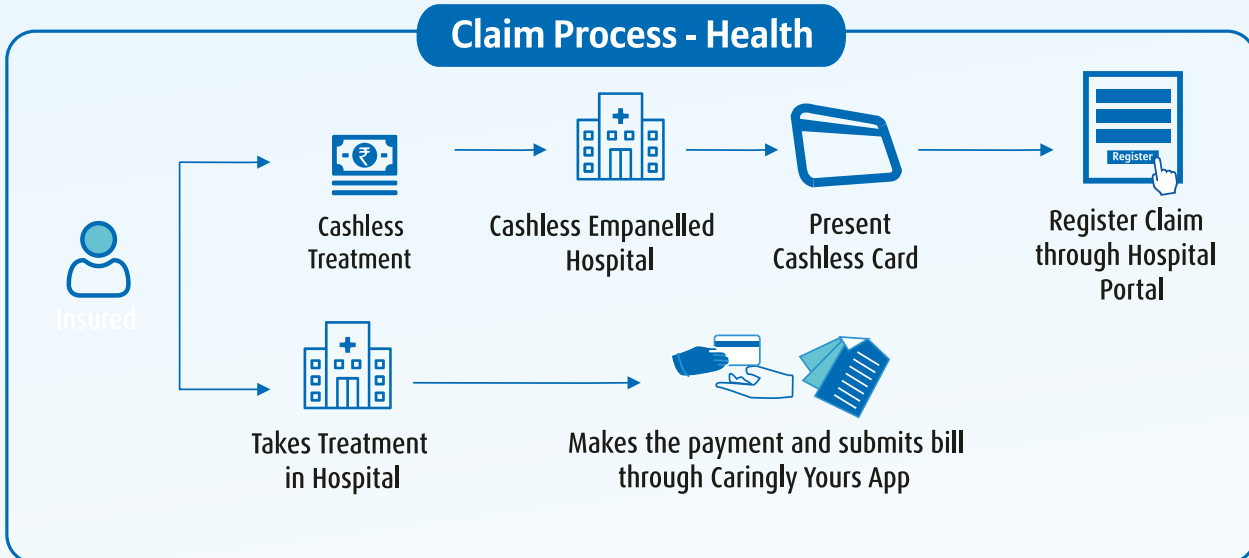 Claim Process - Health
₹
Register
Cashless
Treatment
Cashless Empanelled
Hospital
Present
Cashless Card
Register Claim
through Hospital
Portal
Insured
Takes Treatment
in Hospital
Makes the payment and submits bill
through Caringly Yours App